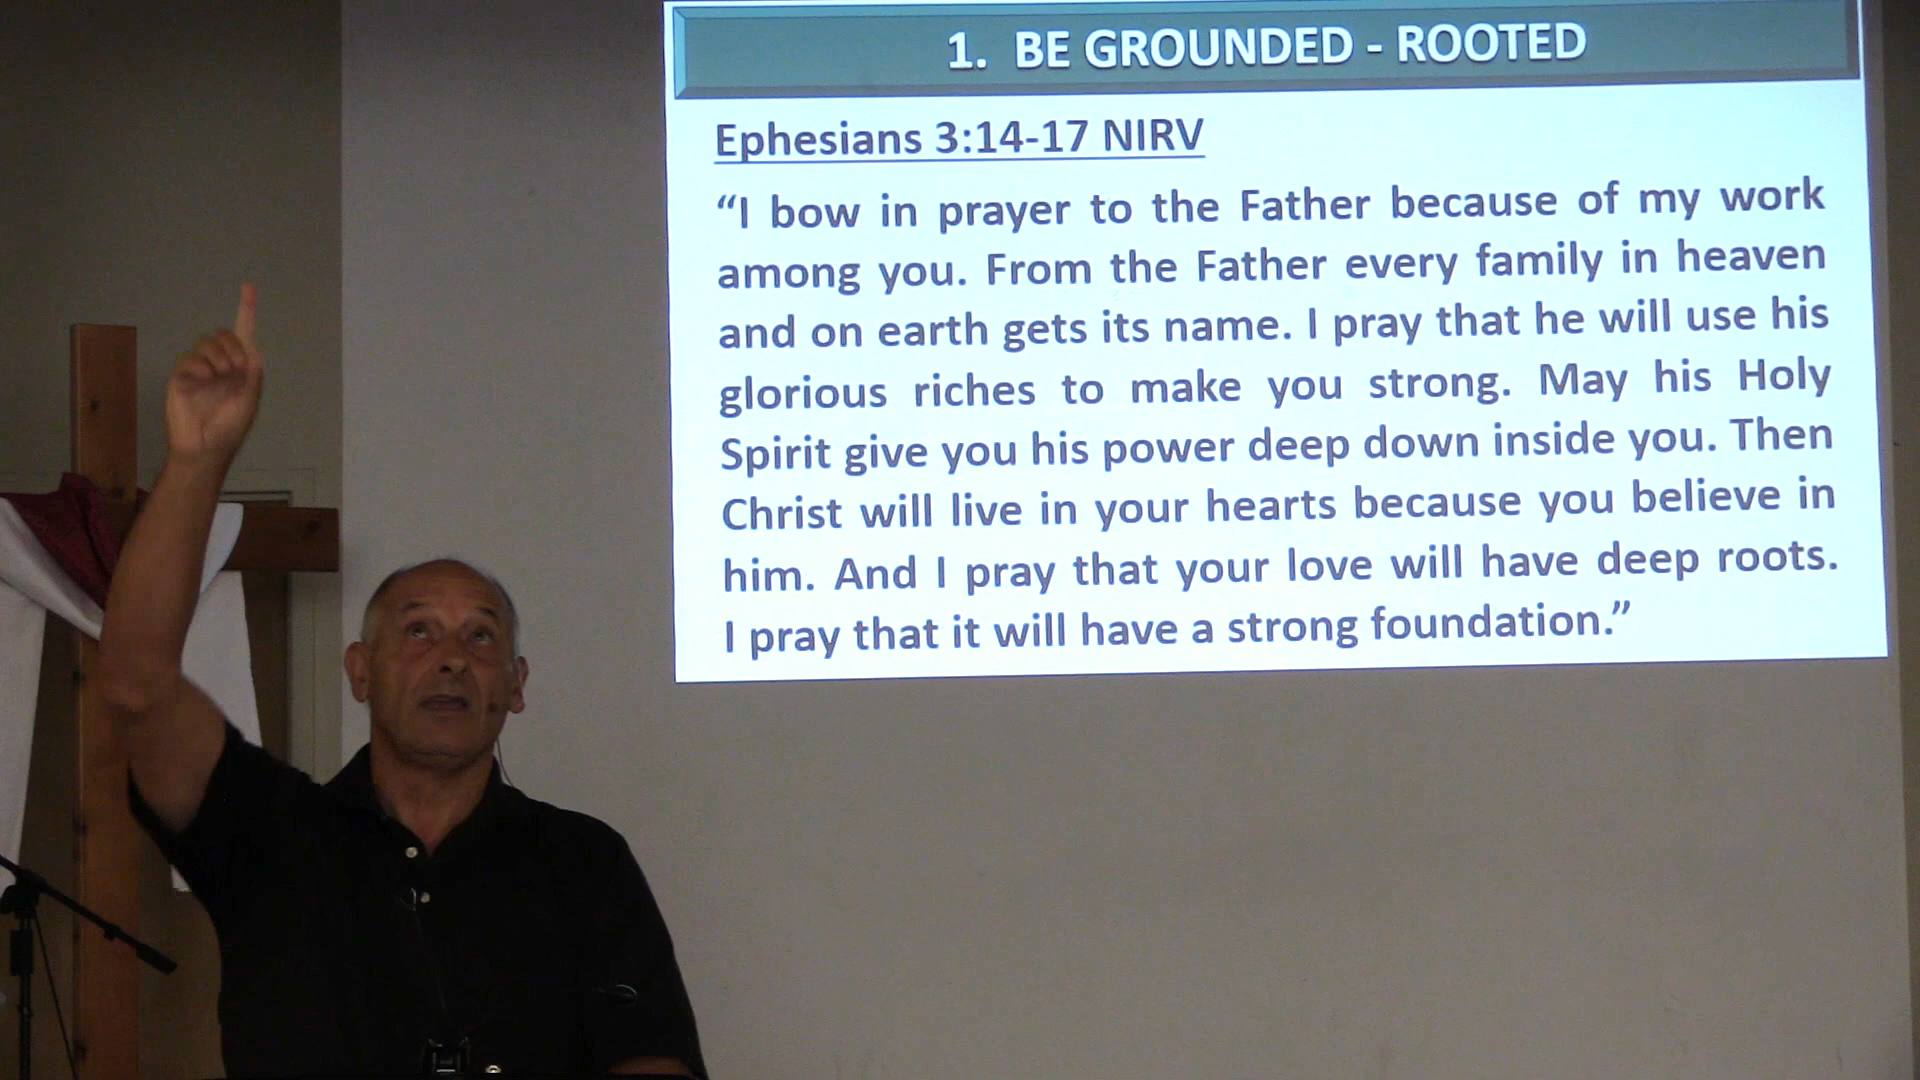 1. BE GROUNDED - ROOTED
Ephesians 3:14-17 NIRV
“I bow in prayer to the Father because of my work
among you. From the Father every family in heaven
and on earth gets its name. I pray that he will use his
glorious riches to make you strong. May his Holy
Spirit give you his power deep down inside you. Then
Christ will live in your hearts because you believe in
him. And I pray that your love will have deep roots.
I pray that it will have a strong foundation.”